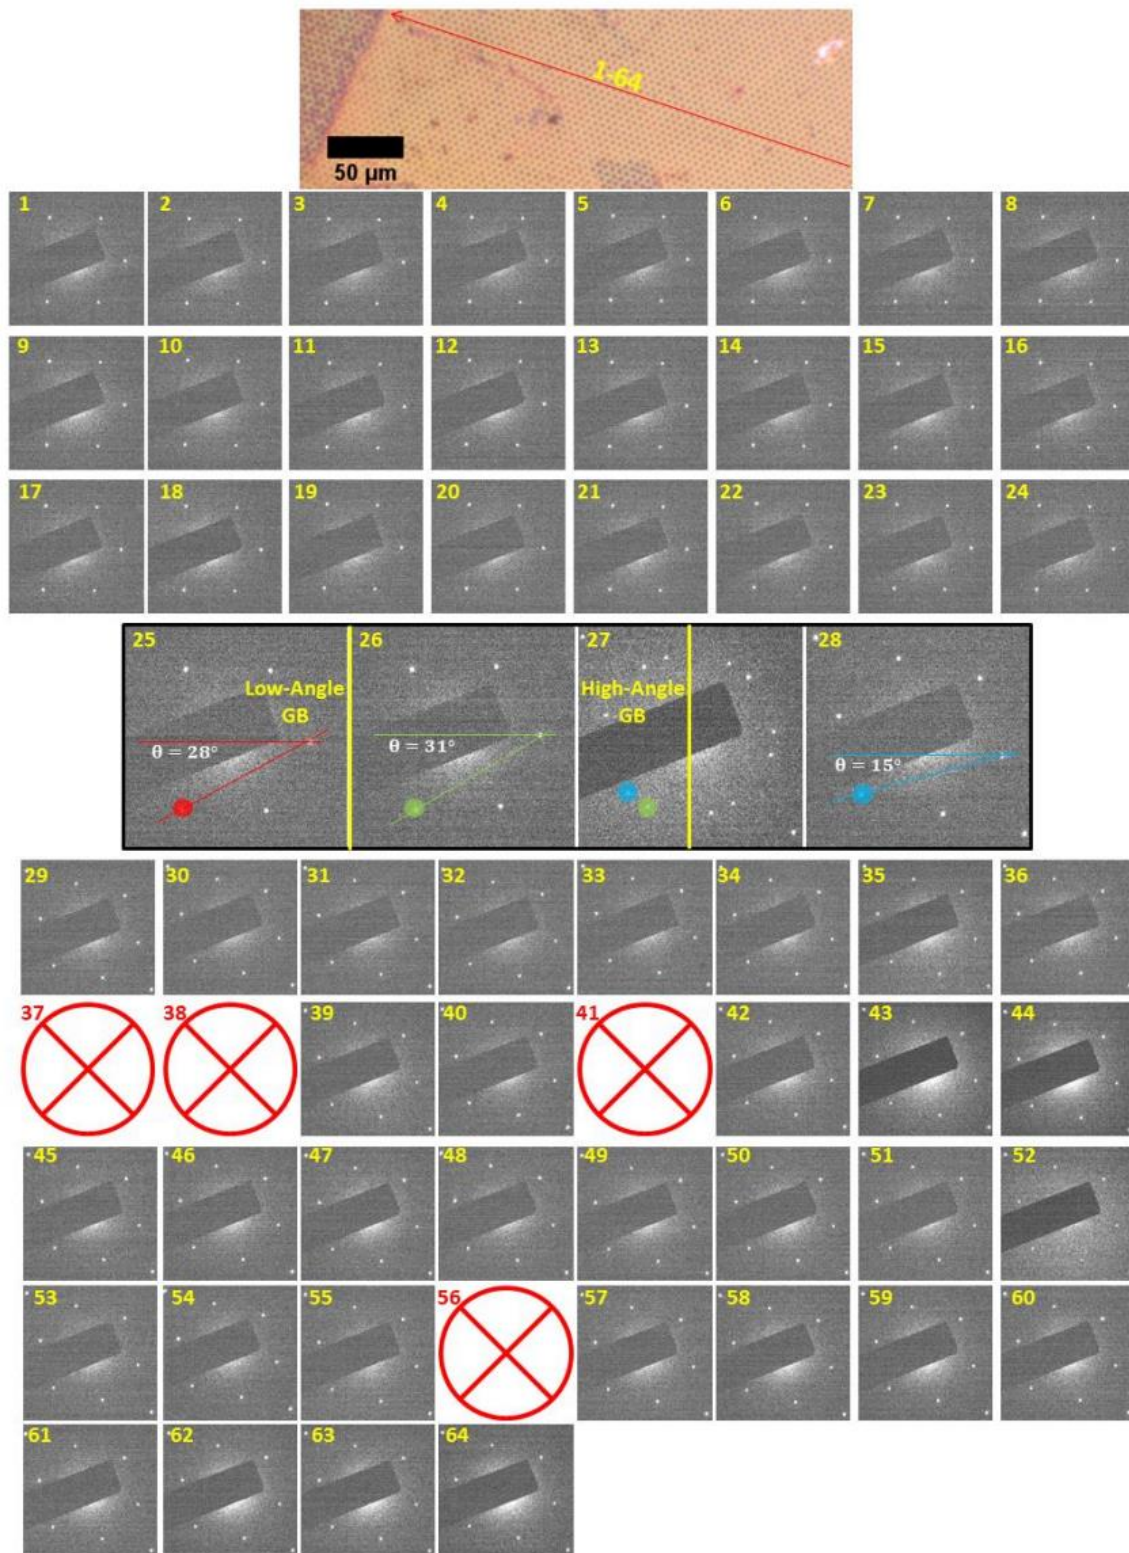 1-64
50 µm
1 2 3 4 5 6 7 8
9 10 11 12 13 14 15 16
17 18 19 20 21 22 23 24
25 26 27 28
Low-Angle
GB
High-Angle
GB
θ = 28°
θ = 31°
θ = 15°
29 30 31 32 33 34 35 36
37 38 39 40 41 42 43 44
45 46 47 48 49 50 51 52
53 54 55 56 57 58 59 60
61 62 63 64